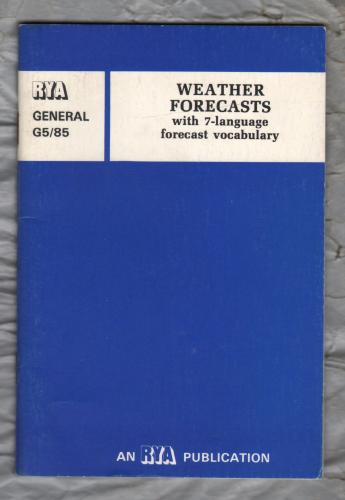 RYA
GENERAL
G5/85
WEATHER
FORECASTS
with 7-language
forecast vocabulary
AN RYA PUBLICATION